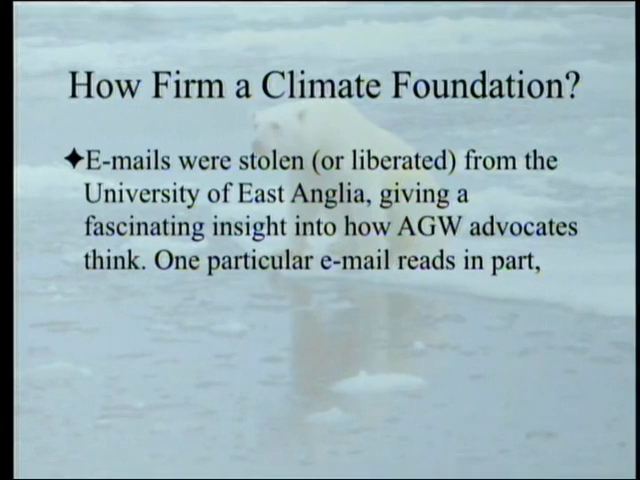 How Firm a Climate Foundation?
✦E-mails were stolen (or liberated) from the
University of East Anglia, giving a
fascinating insight into how AGW advocates
think. One particular e-mail reads in part,